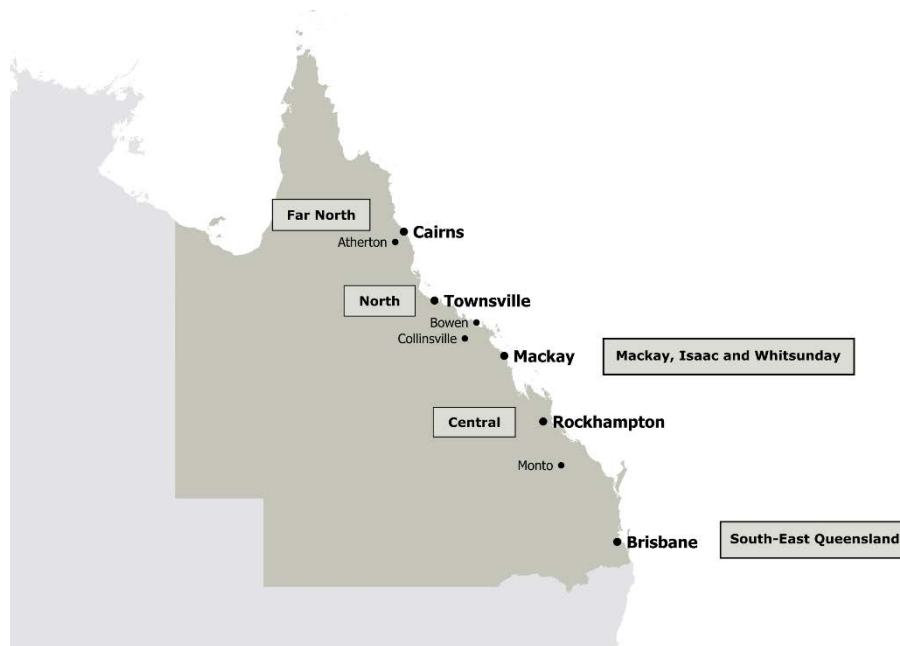 Far North
Cairns
Atherton
North
Townsville
Bowen
Collinsville
Mackay
Mackay, Isaac and Whitsunday
Central
Rockhampton
Monto
Brisbane
South-East Queensland